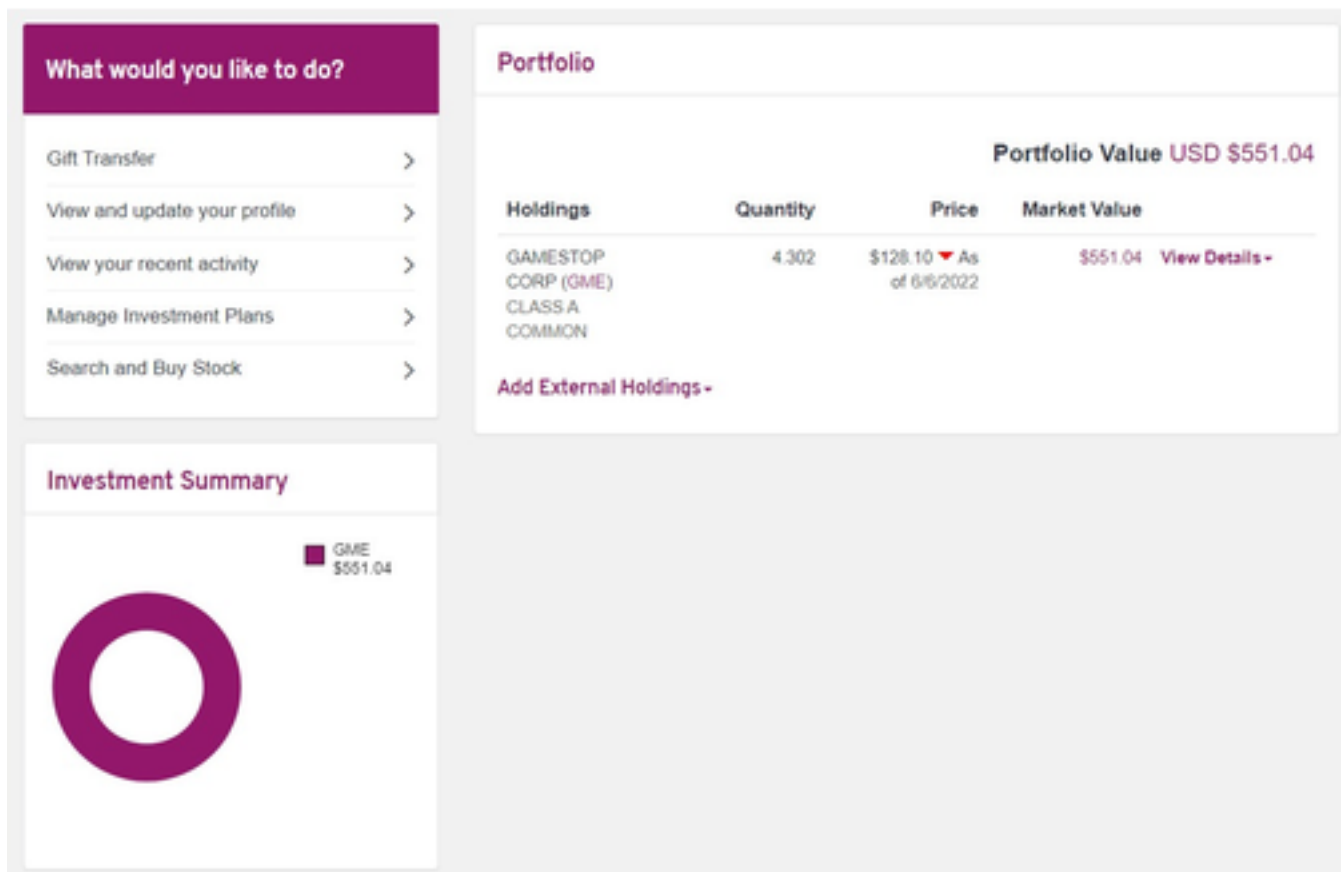 What would you like to do?
Gift Transfer
View and update your profile
View your recent activity
Manage Investment Plans
Search and Buy Stock
Portfolio
Portfolio Value USD $551.04
Holdings Quantity Price Market Value
GAMESTOP 4.302 $128.10 ▼ As $551.04 View Details
CORP (GME) of 6/6/2022
CLASS A
COMMON
Add External Holdings
Investment Summary
GME
$551.04